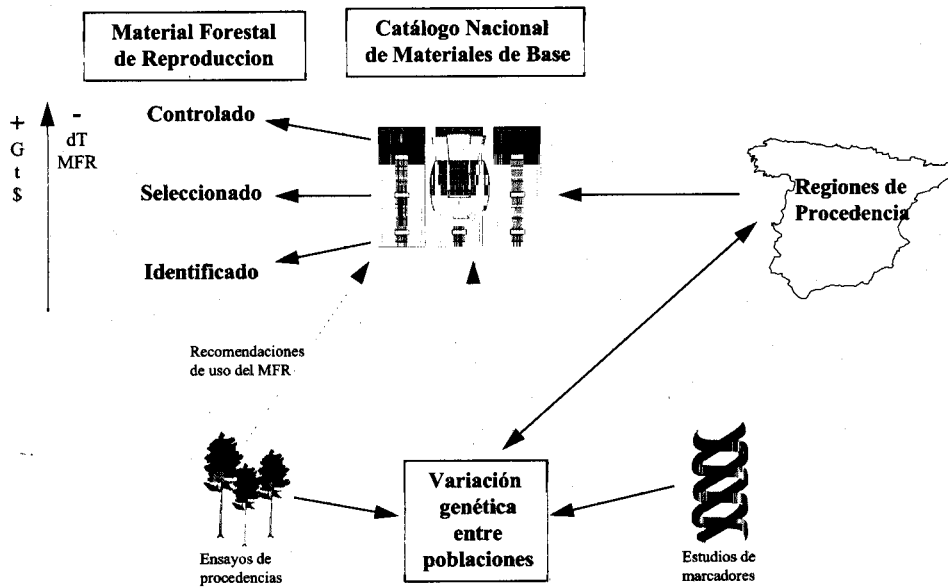 Material Forestal
de Reproduccion
Catálogo Nacional
de Materiales de Base
+
G
t
$
-
dT
MFR
Controlado
Seleccionado
Identificado
Regiones de
Procedencia
Recomendaciones
de uso del MFR
Variación
genética
entre
poblaciones
Ensayos de
procedencias
Estudios de
marcadores